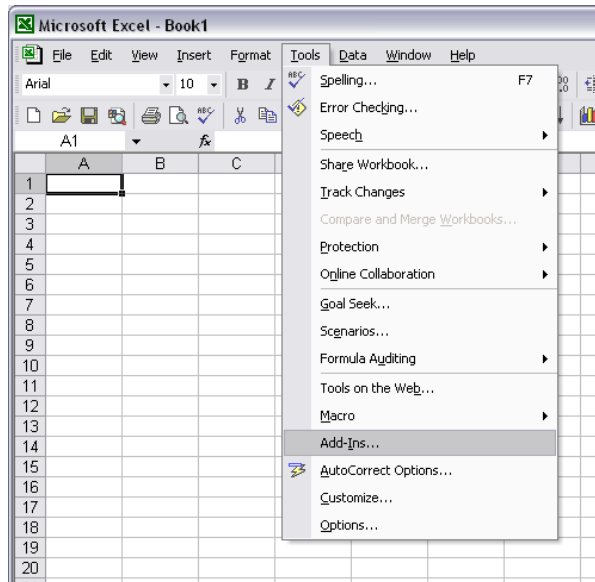 Microsoft Excel - Book1
File Edit View Insert Format Tools Data Window Help
Arial 10 B I
A1 fx
A B C
Spelling... F7
Error Checking...
Speech
Share Workbook...
Track Changes
Compare and Merge Workbooks...
Protection
Online Collaboration
Goal Seek...
Scenarios...
Formula Auditing
Tools on the Web...
Macro
Add-Ins...
AutoCorrect Options...
Customize...
Options...
1
2
3
4
5
6
7
8
9
10
11
12
13
14
15
16
17
18
19
20